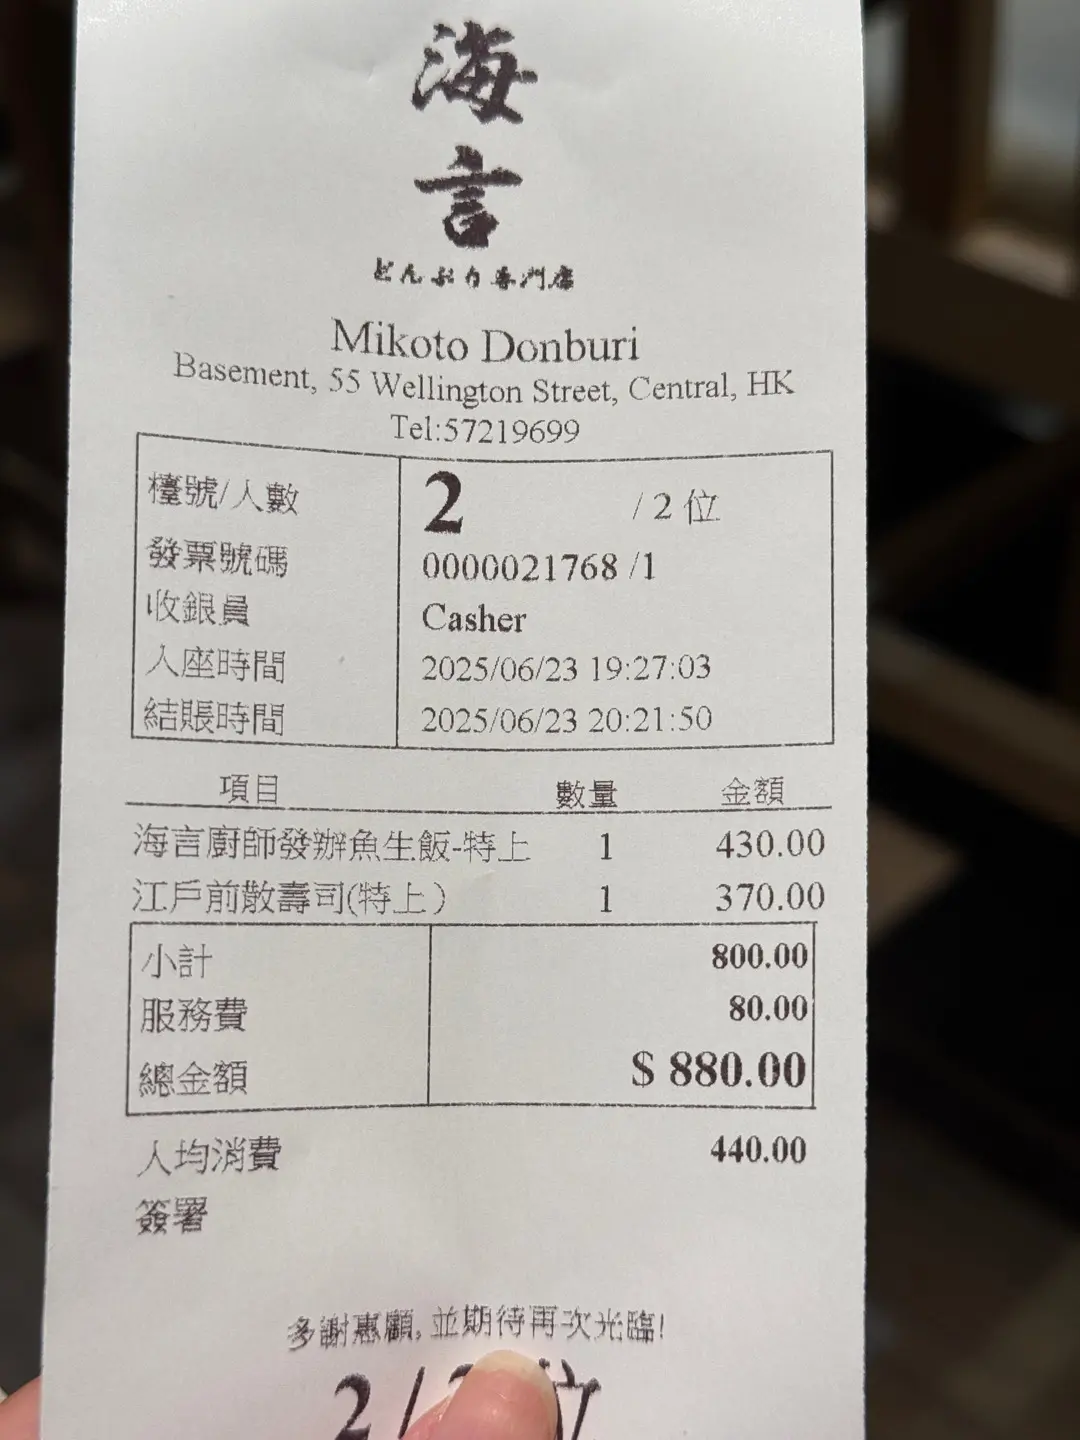 海
言
どんぶり専門店
Mikoto Donburi
Basement, 55 Wellington Street, Central, HK
Tel:57219699
檯號/人數 2 / 2 位
發票號碼 0000021768 /1
收銀員 Casher
入座時間 2025/06/23 19:27:03
結賬時間 2025/06/23 20:21:50
項目 數量 金額
海言廚師發辦魚生飯-特上 1 430.00
江戶前散壽司(特上) 1 370.00
小計 800.00
服務費 80.00
總金額 $ 880.00
人均消費 440.00
簽署
多謝惠顧, 並期待再次光臨!
2 / 位